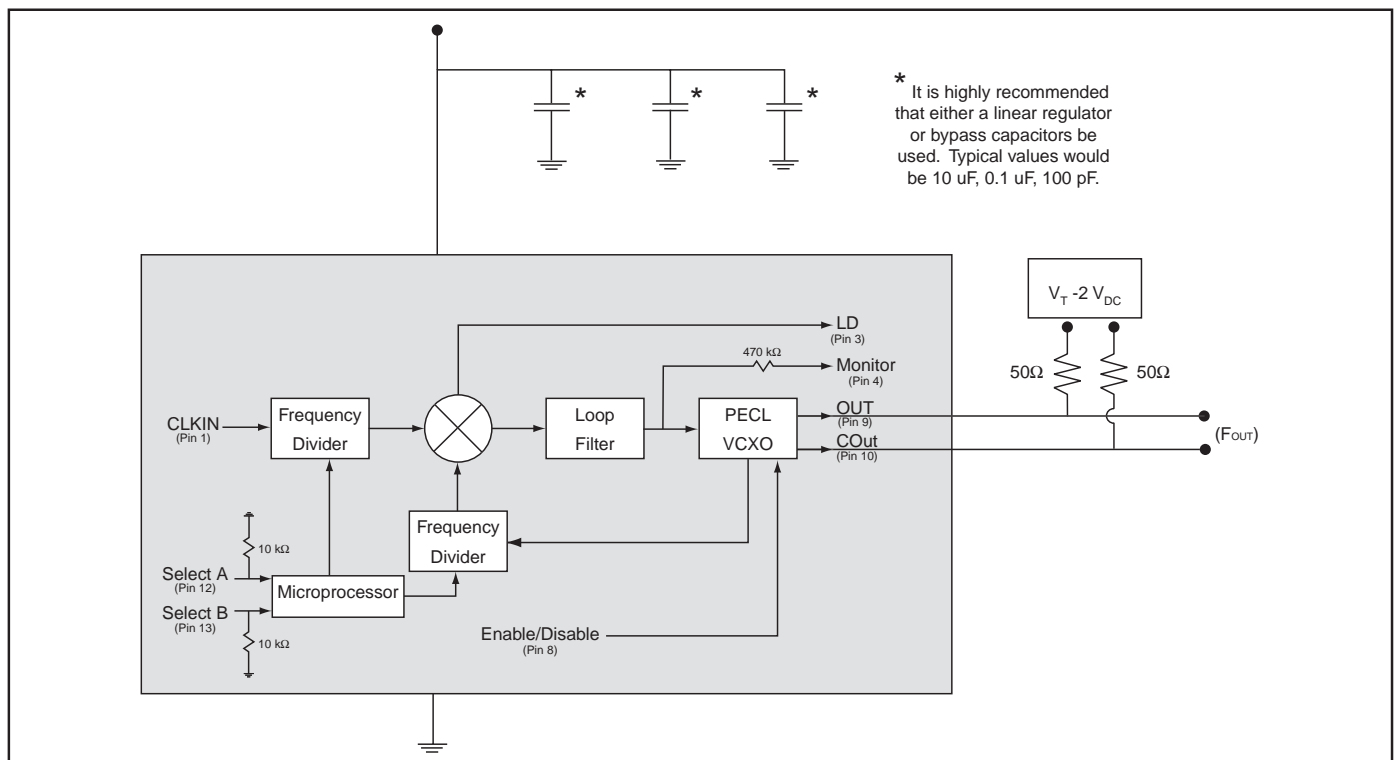 *
*
*
* It is highly recommended
that either a linear regulator
or bypass capacitors be
used. Typical values would
be 10 uF, 0.1 uF, 100 pF.
VT -2 VDC
50Ω
50Ω
LD
(Pin 3)
470 kΩ
Monitor
(Pin 4)
CLKIN
(Pin 1)
Frequency
Divider
Loop
Filter
PECL
VCXO
OUT
(Pin 9)
COut
(Pin 10)
(FOUT)
Frequency
Divider
10 kΩ
Select A
(Pin 12)
Microprocessor
Select B
(Pin 13)
10 kΩ
Enable/Disable
(Pin 8)